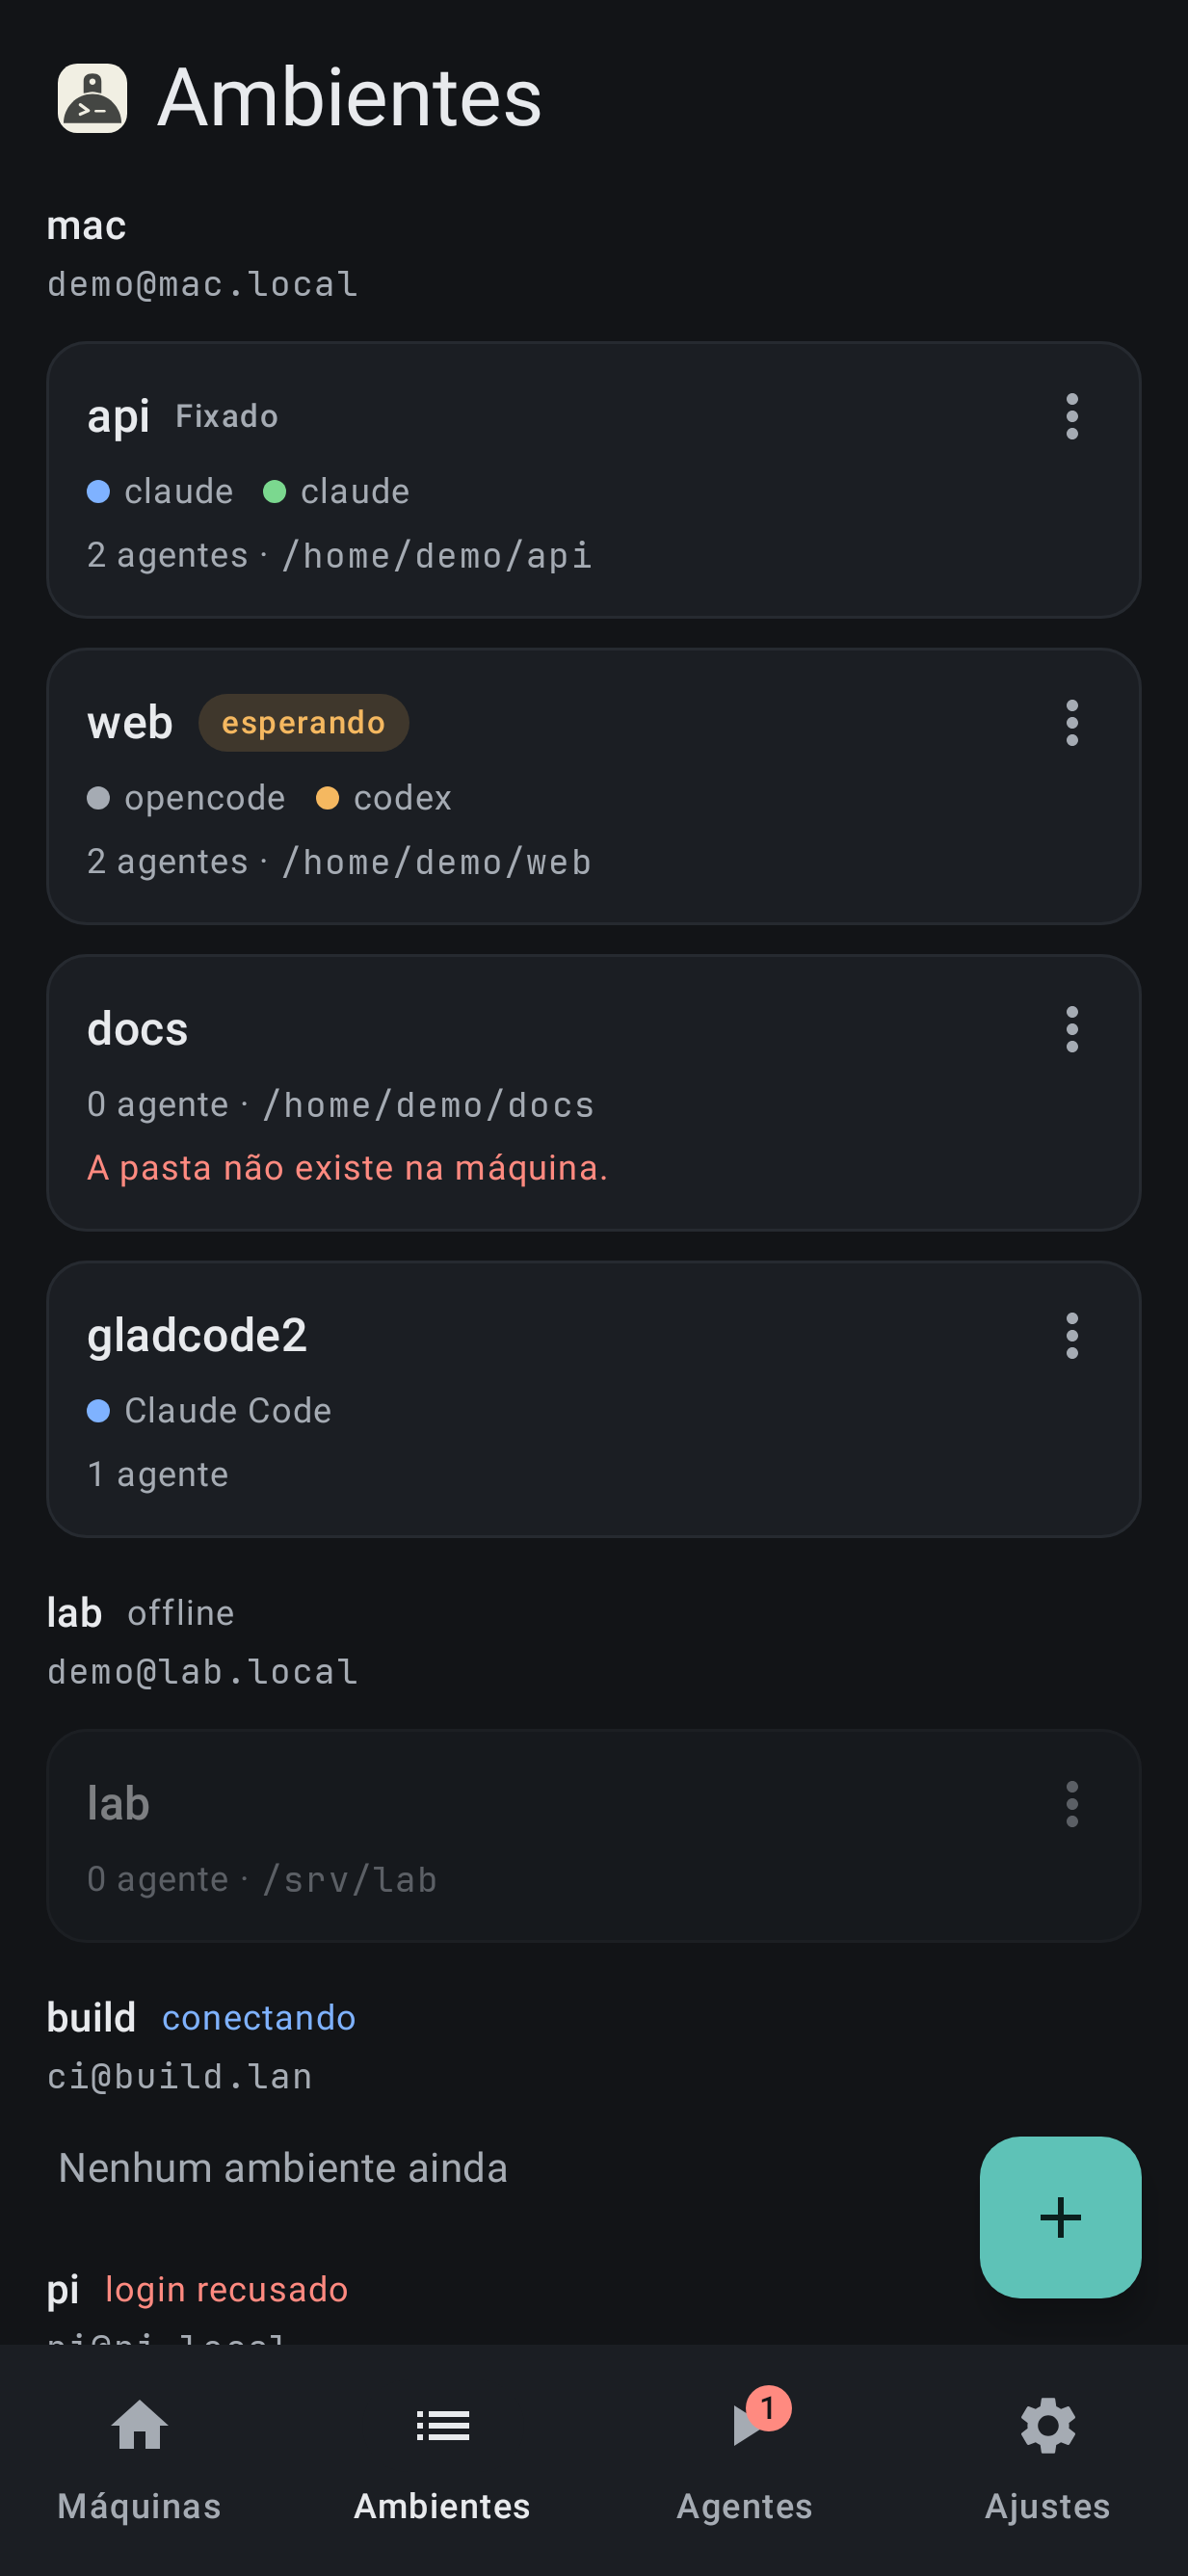 Ambientes
mac
demo@mac.local
api Fixado
claude claude
2 agentes · /home/demo/api
web esperando
opencode codex
2 agentes · /home/demo/web
docs
0 agente · /home/demo/docs
A pasta não existe na máquina.
gladcode2
Claude Code
1 agente
lab offline
demo@lab.local
lab
0 agente · /srv/lab
build conectando
ci@build.lan
Nenhum ambiente ainda
pi login recusado
1
Máquinas Ambientes Agentes Ajustes